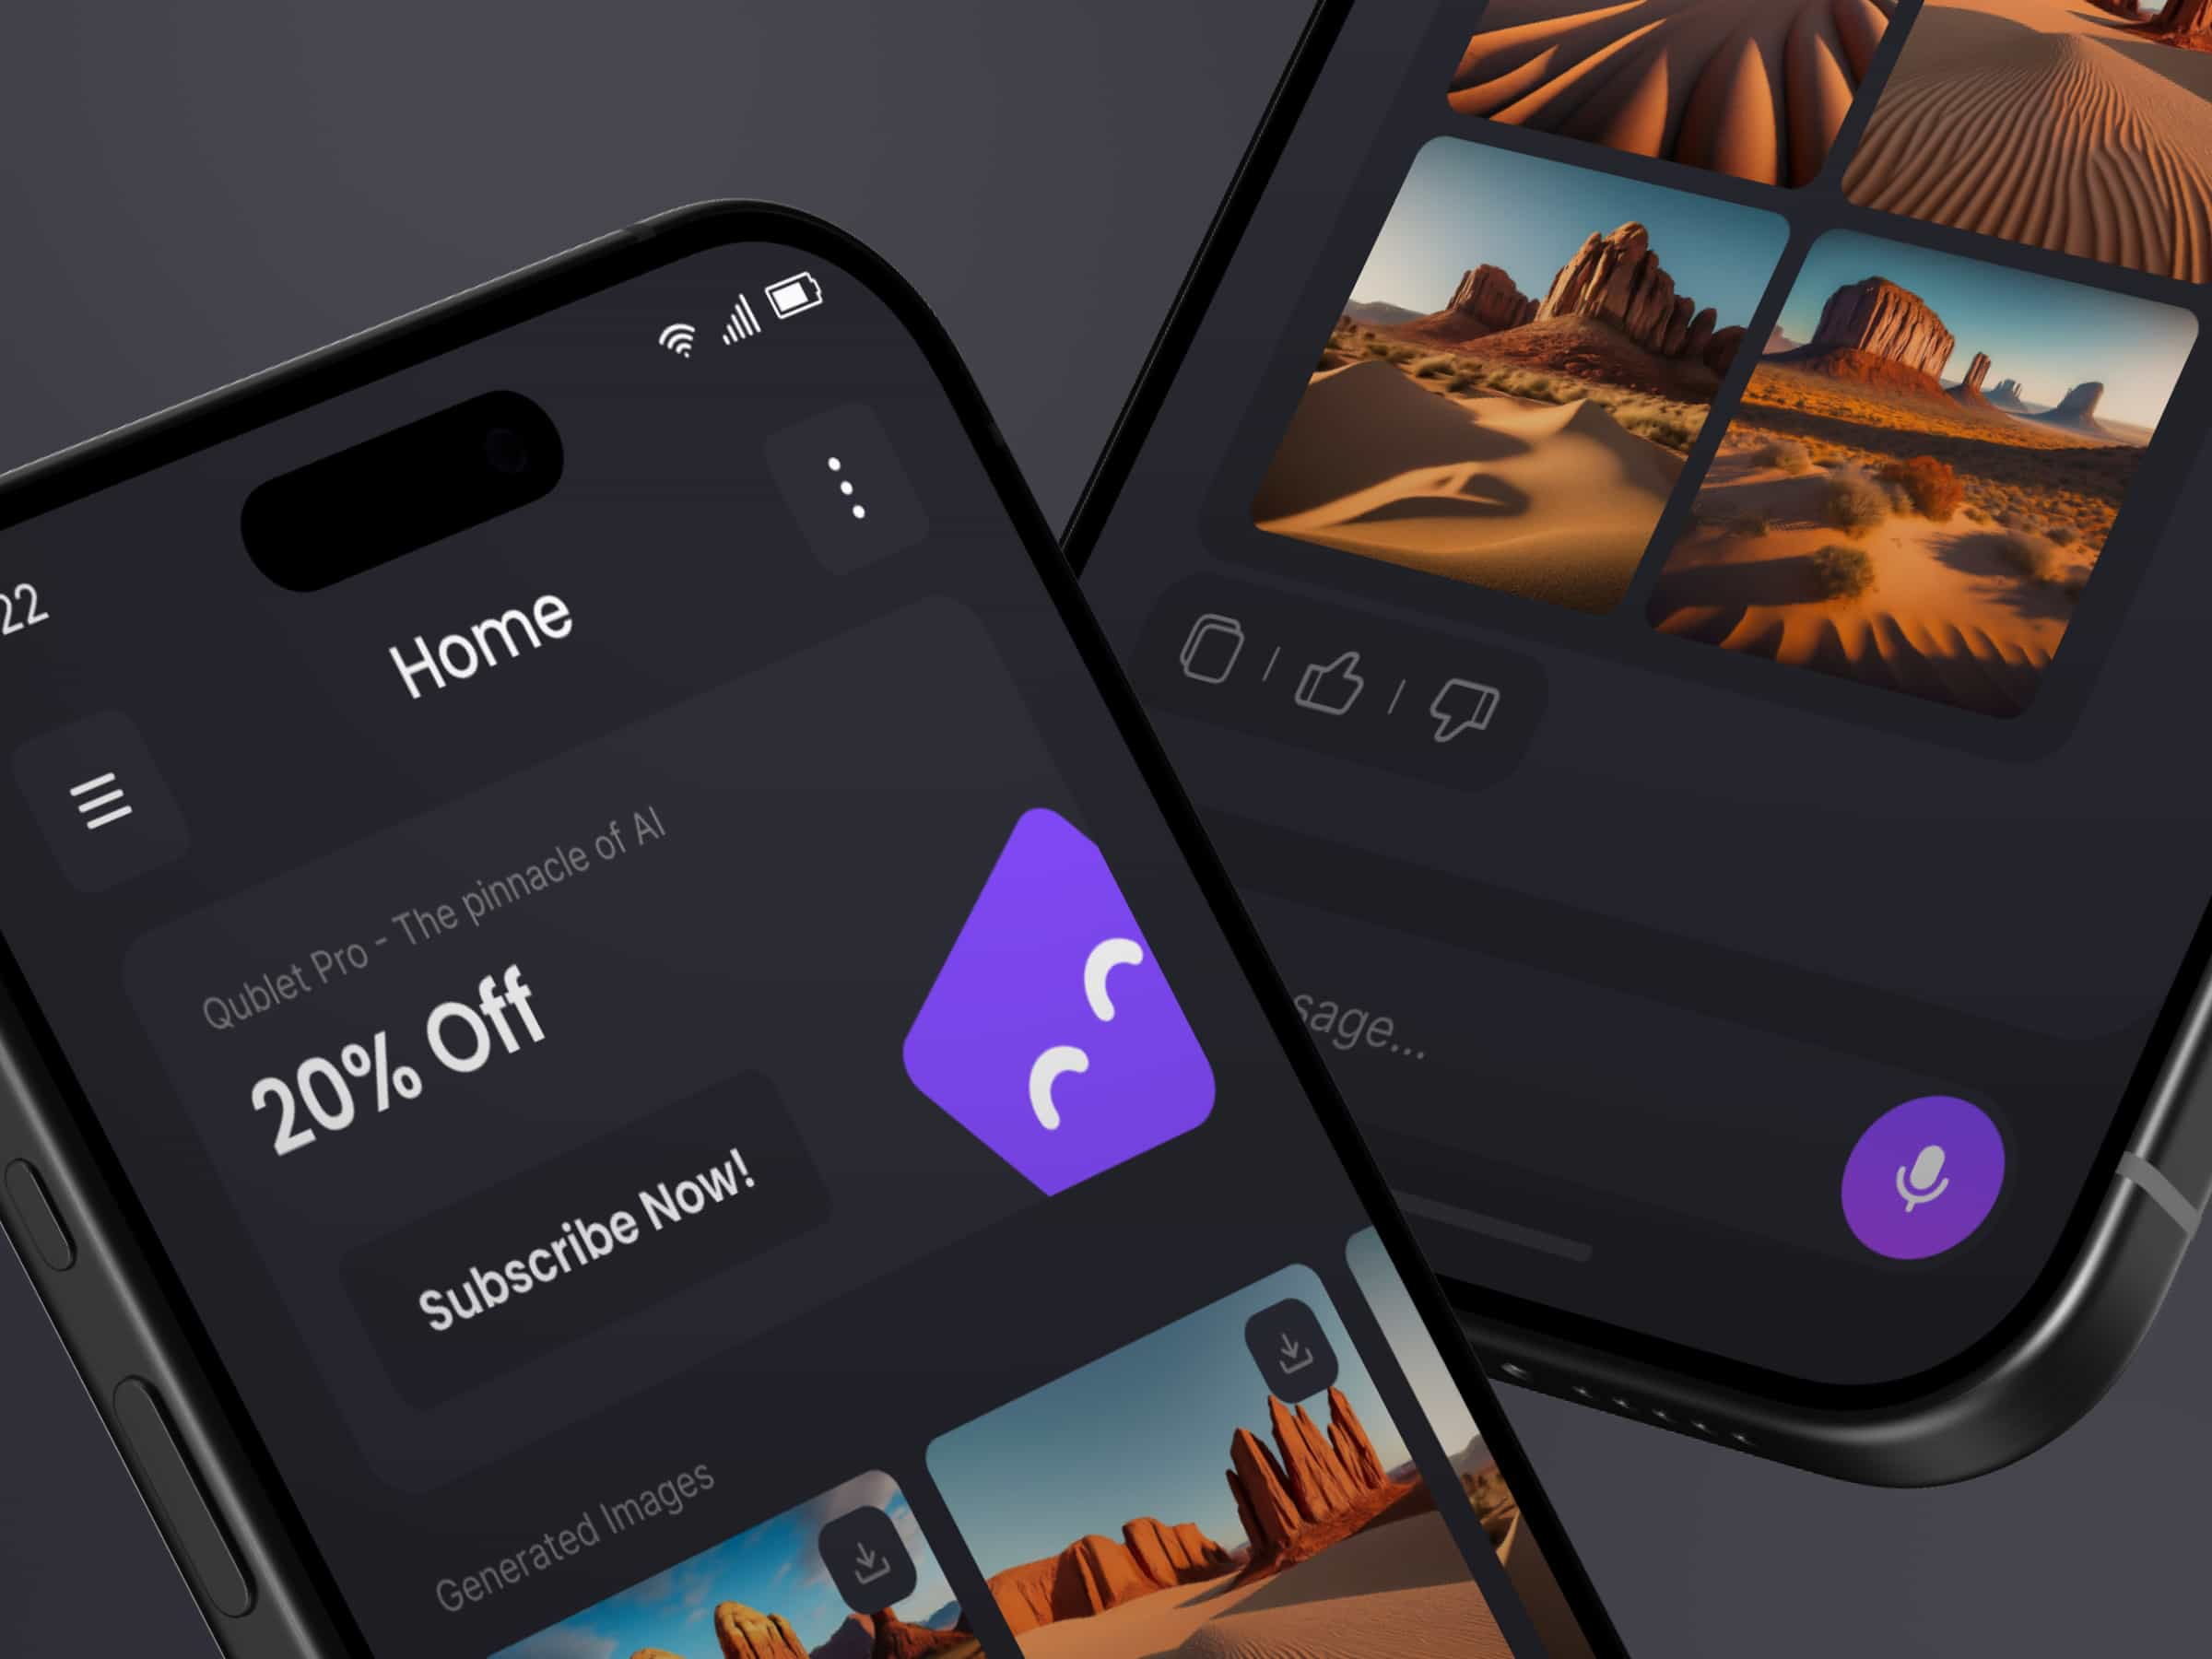 22
Home
Qublet Pro - The pinnacle of AI
20% Off
Subscribe Now!
Generated Images
sage...